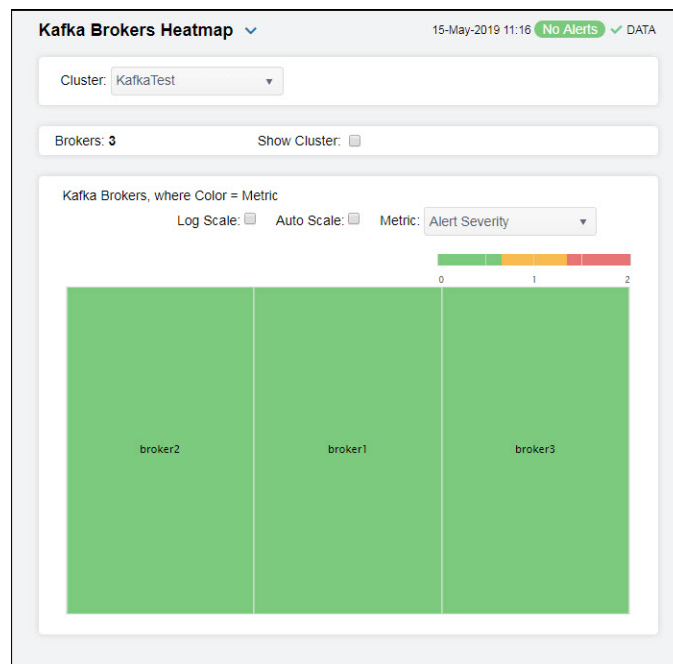 Kafka Brokers Heatmap 15-May-2019 11:16 No Alerts DATA
Cluster: KafkaTest
Brokers: 3 Show Cluster:
Kafka Brokers, where Color = Metric
Log Scale: Auto Scale: Metric: Alert Severity
0 1 2
broker2 broker1 broker3